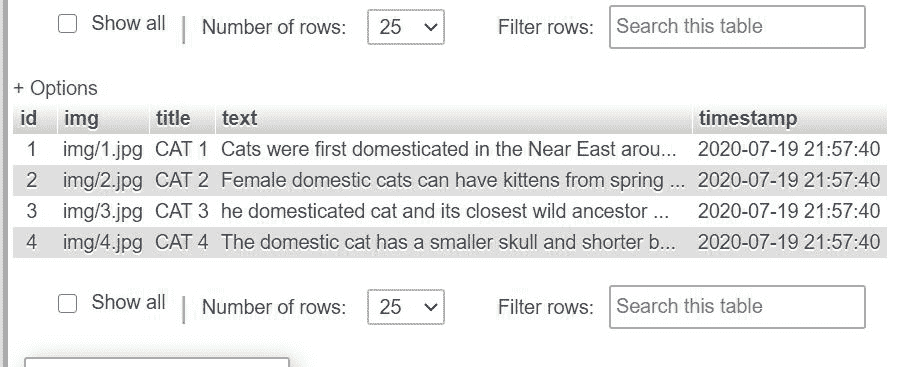 Show all | Number of rows: 25 Filter rows: Search this table
+ Options
id img title text timestamp
1 img/1.jpg CAT 1 Cats were first domesticated in the Near East arou... 2020-07-19 21:57:40
2 img/2.jpg CAT 2 Female domestic cats can have kittens from spring ... 2020-07-19 21:57:40
3 img/3.jpg CAT 3 he domesticated cat and its closest wild ancestor ... 2020-07-19 21:57:40
4 img/4.jpg CAT 4 The domestic cat has a smaller skull and shorter b... 2020-07-19 21:57:40
Show all | Number of rows: 25 Filter rows: Search this table